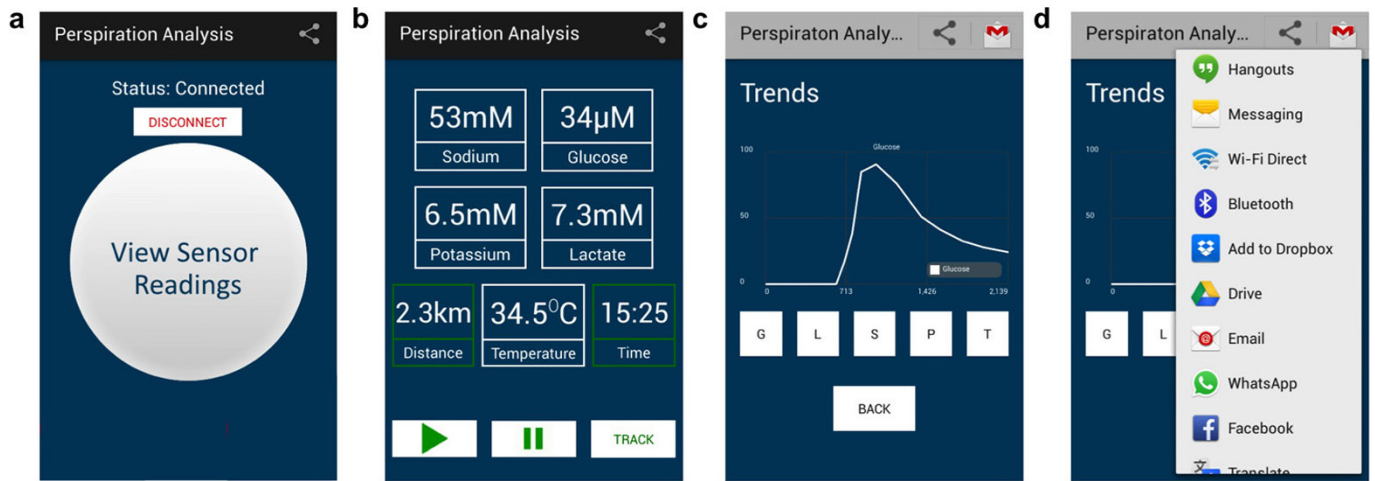 a
Perspiration Analysis
Status: Connected
DISCONNECT
View Sensor
Readings
b
Perspiration Analysis
53mM
Sodium
34µM
Glucose
6.5mM
Potassium
7.3mM
Lactate
2.3km
Distance
34.5⁰C
Temperature
15:25
Time
TRACK
c
Perspiraton Analy...
Trends
Glucose
100
50
0
0
713
1,426
2,139
Glucose
G
L
S
P
T
BACK
d
Perspiraton Analy...
Trends
100
50
0
0
G
L
Hangouts
Messaging
Wi-Fi Direct
Bluetooth
Add to Dropbox
Drive
Email
WhatsApp
Facebook
Translate